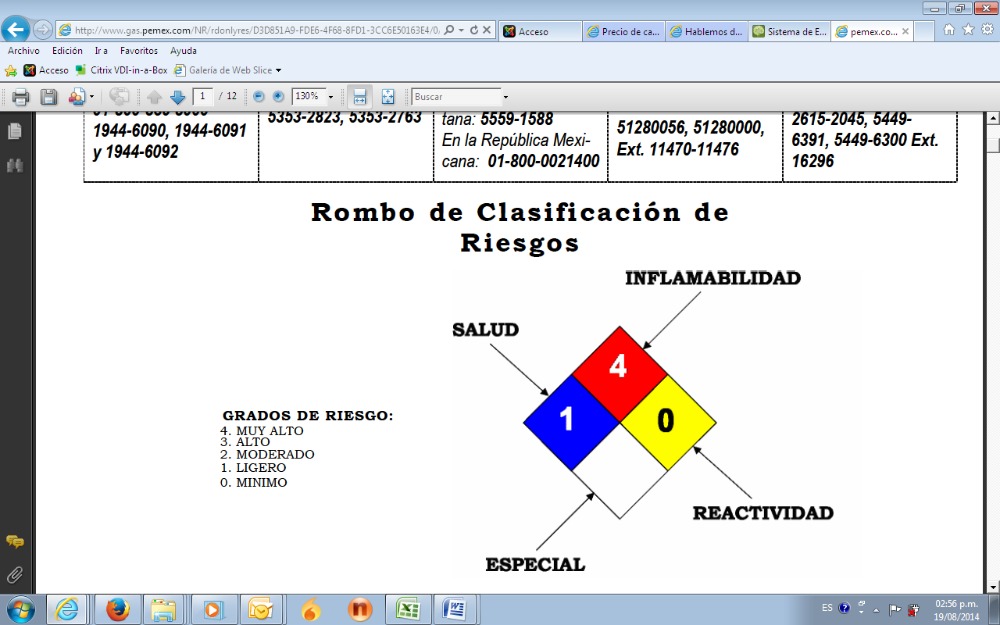 http://www.gas.pemex.com/NR/rdonlyres/D3D851A9-FDE6-4F68-8FD1-3CC6E50163E4/0
Acceso
Precio de ca...
Hablemos d...
Sistema de E...
pemex.co...
Archivo Edición Ir a Favoritos Ayuda
Acceso Citrix VDI-in-a-Box Galería de Web Slice
1 / 12 130% Buscar
1944-6090, 1944-6091
y 1944-6092
5353-2823, 5353-2763
tana: 5559-1588
En la República Mexi-
cana: 01-800-0021400
51280056, 51280000,
Ext. 11470-11476
2615-2045, 5449-
6391, 5449-6300 Ext.
16296
Rombo de Clasificación de
Riesgos
INFLAMABILIDAD
SALUD
4
1
0
GRADOS DE RIESGO:
4. MUY ALTO
3. ALTO
2. MODERADO
1. LIGERO
0. MINIMO
REACTIVIDAD
ESPECIAL
ES
02:56 p.m.
19/08/2014